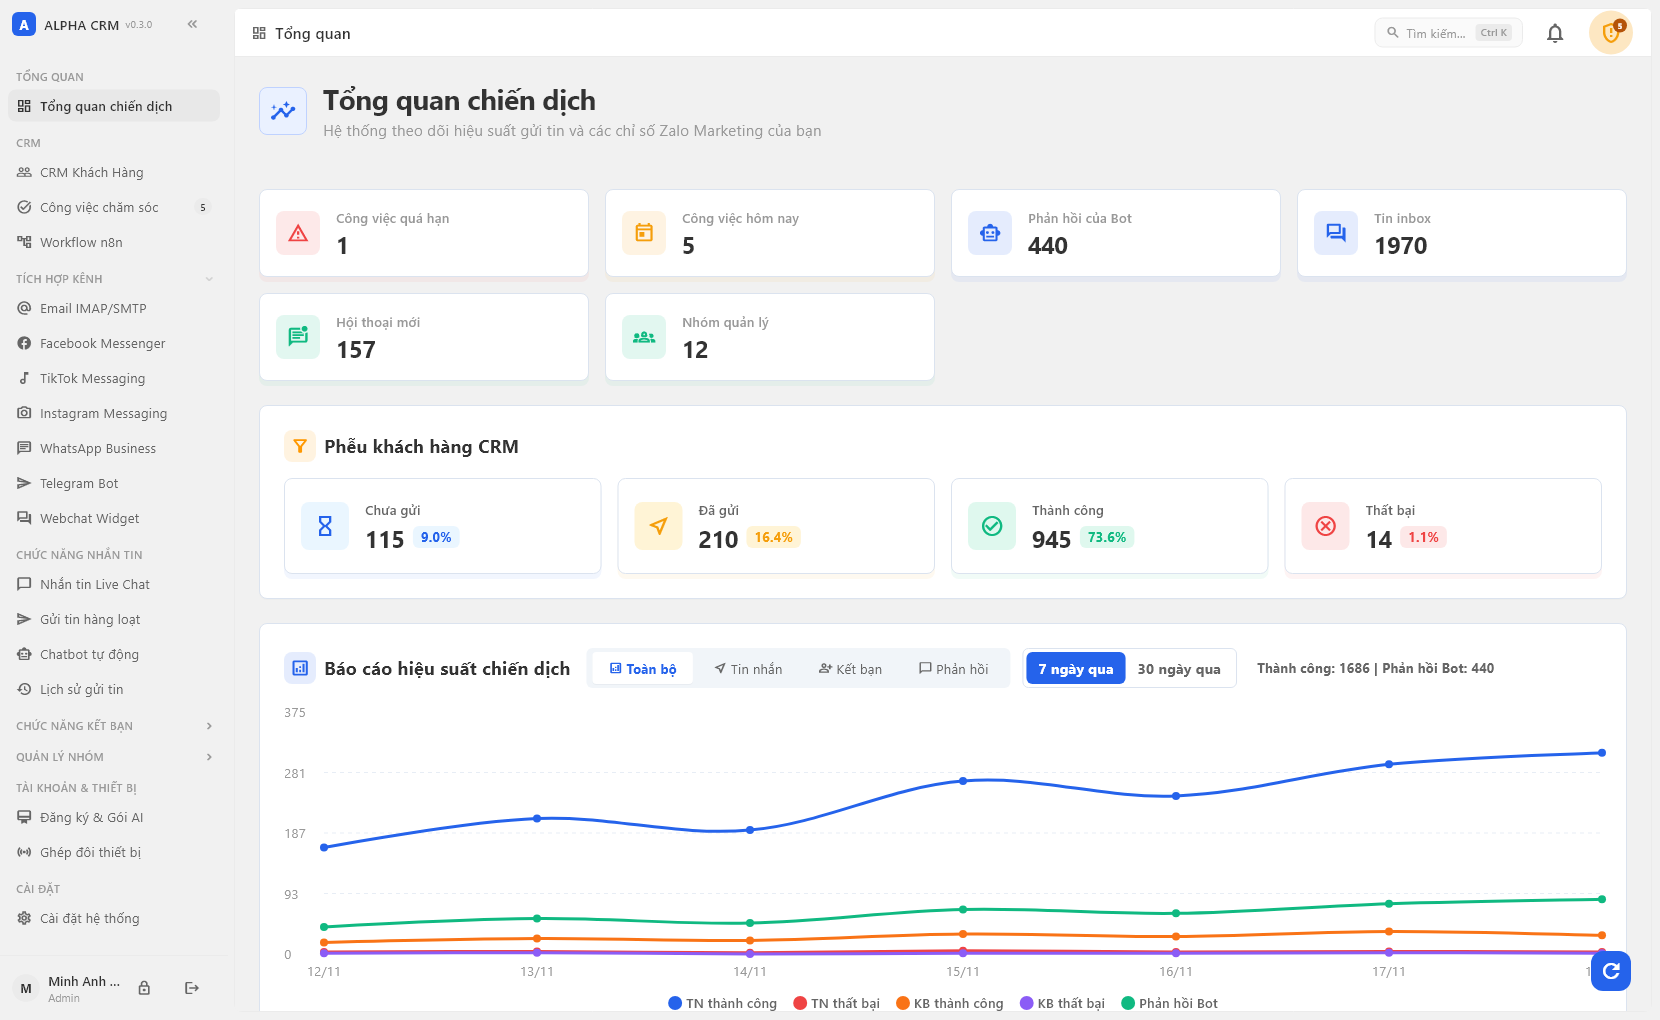 A ALPHA CRM v0.3.0
TỔNG QUAN
Tổng quan chiến dịch
CRM
CRM Khách Hàng
Công việc chăm sóc 5
Workflow n8n
TÍCH HỢP KÊNH
Email IMAP/SMTP
Facebook Messenger
TikTok Messaging
Instagram Messaging
WhatsApp Business
Telegram Bot
Webchat Widget
CHỨC NĂNG NHẮN TIN
Nhắn tin Live Chat
Gửi tin hàng loạt
Chatbot tự động
Lịch sử gửi tin
CHỨC NĂNG KẾT BẠN
QUẢN LÝ NHÓM
TÀI KHOẢN & THIẾT BỊ
Đăng ký & Gói AI
Ghép đôi thiết bị
CÀI ĐẶT
Cài đặt hệ thống
M Minh Anh ...
Admin
Tổng quan
Tìm kiếm... Ctrl K
5
Tổng quan chiến dịch
Hệ thống theo dõi hiệu suất gửi tin và các chỉ số Zalo Marketing của bạn
Công việc quá hạn
1
Công việc hôm nay
5
Phản hồi của Bot
440
Tin inbox
1970
Hội thoại mới
157
Nhóm quản lý
12
Phễu khách hàng CRM
Chưa gửi
115 9.0%
Đã gửi
210 16.4%
Thành công
945 73.6%
Thất bại
14 1.1%
Báo cáo hiệu suất chiến dịch
Toàn bộ Tin nhắn Kết bạn Phản hồi
7 ngày qua 30 ngày qua
Thành công: 1686 | Phản hồi Bot: 440
375
281
187
93
0
12/11 13/11 14/11 15/11 16/11 17/11
TN thành công TN thất bại KB thành công KB thất bại Phản hồi Bot